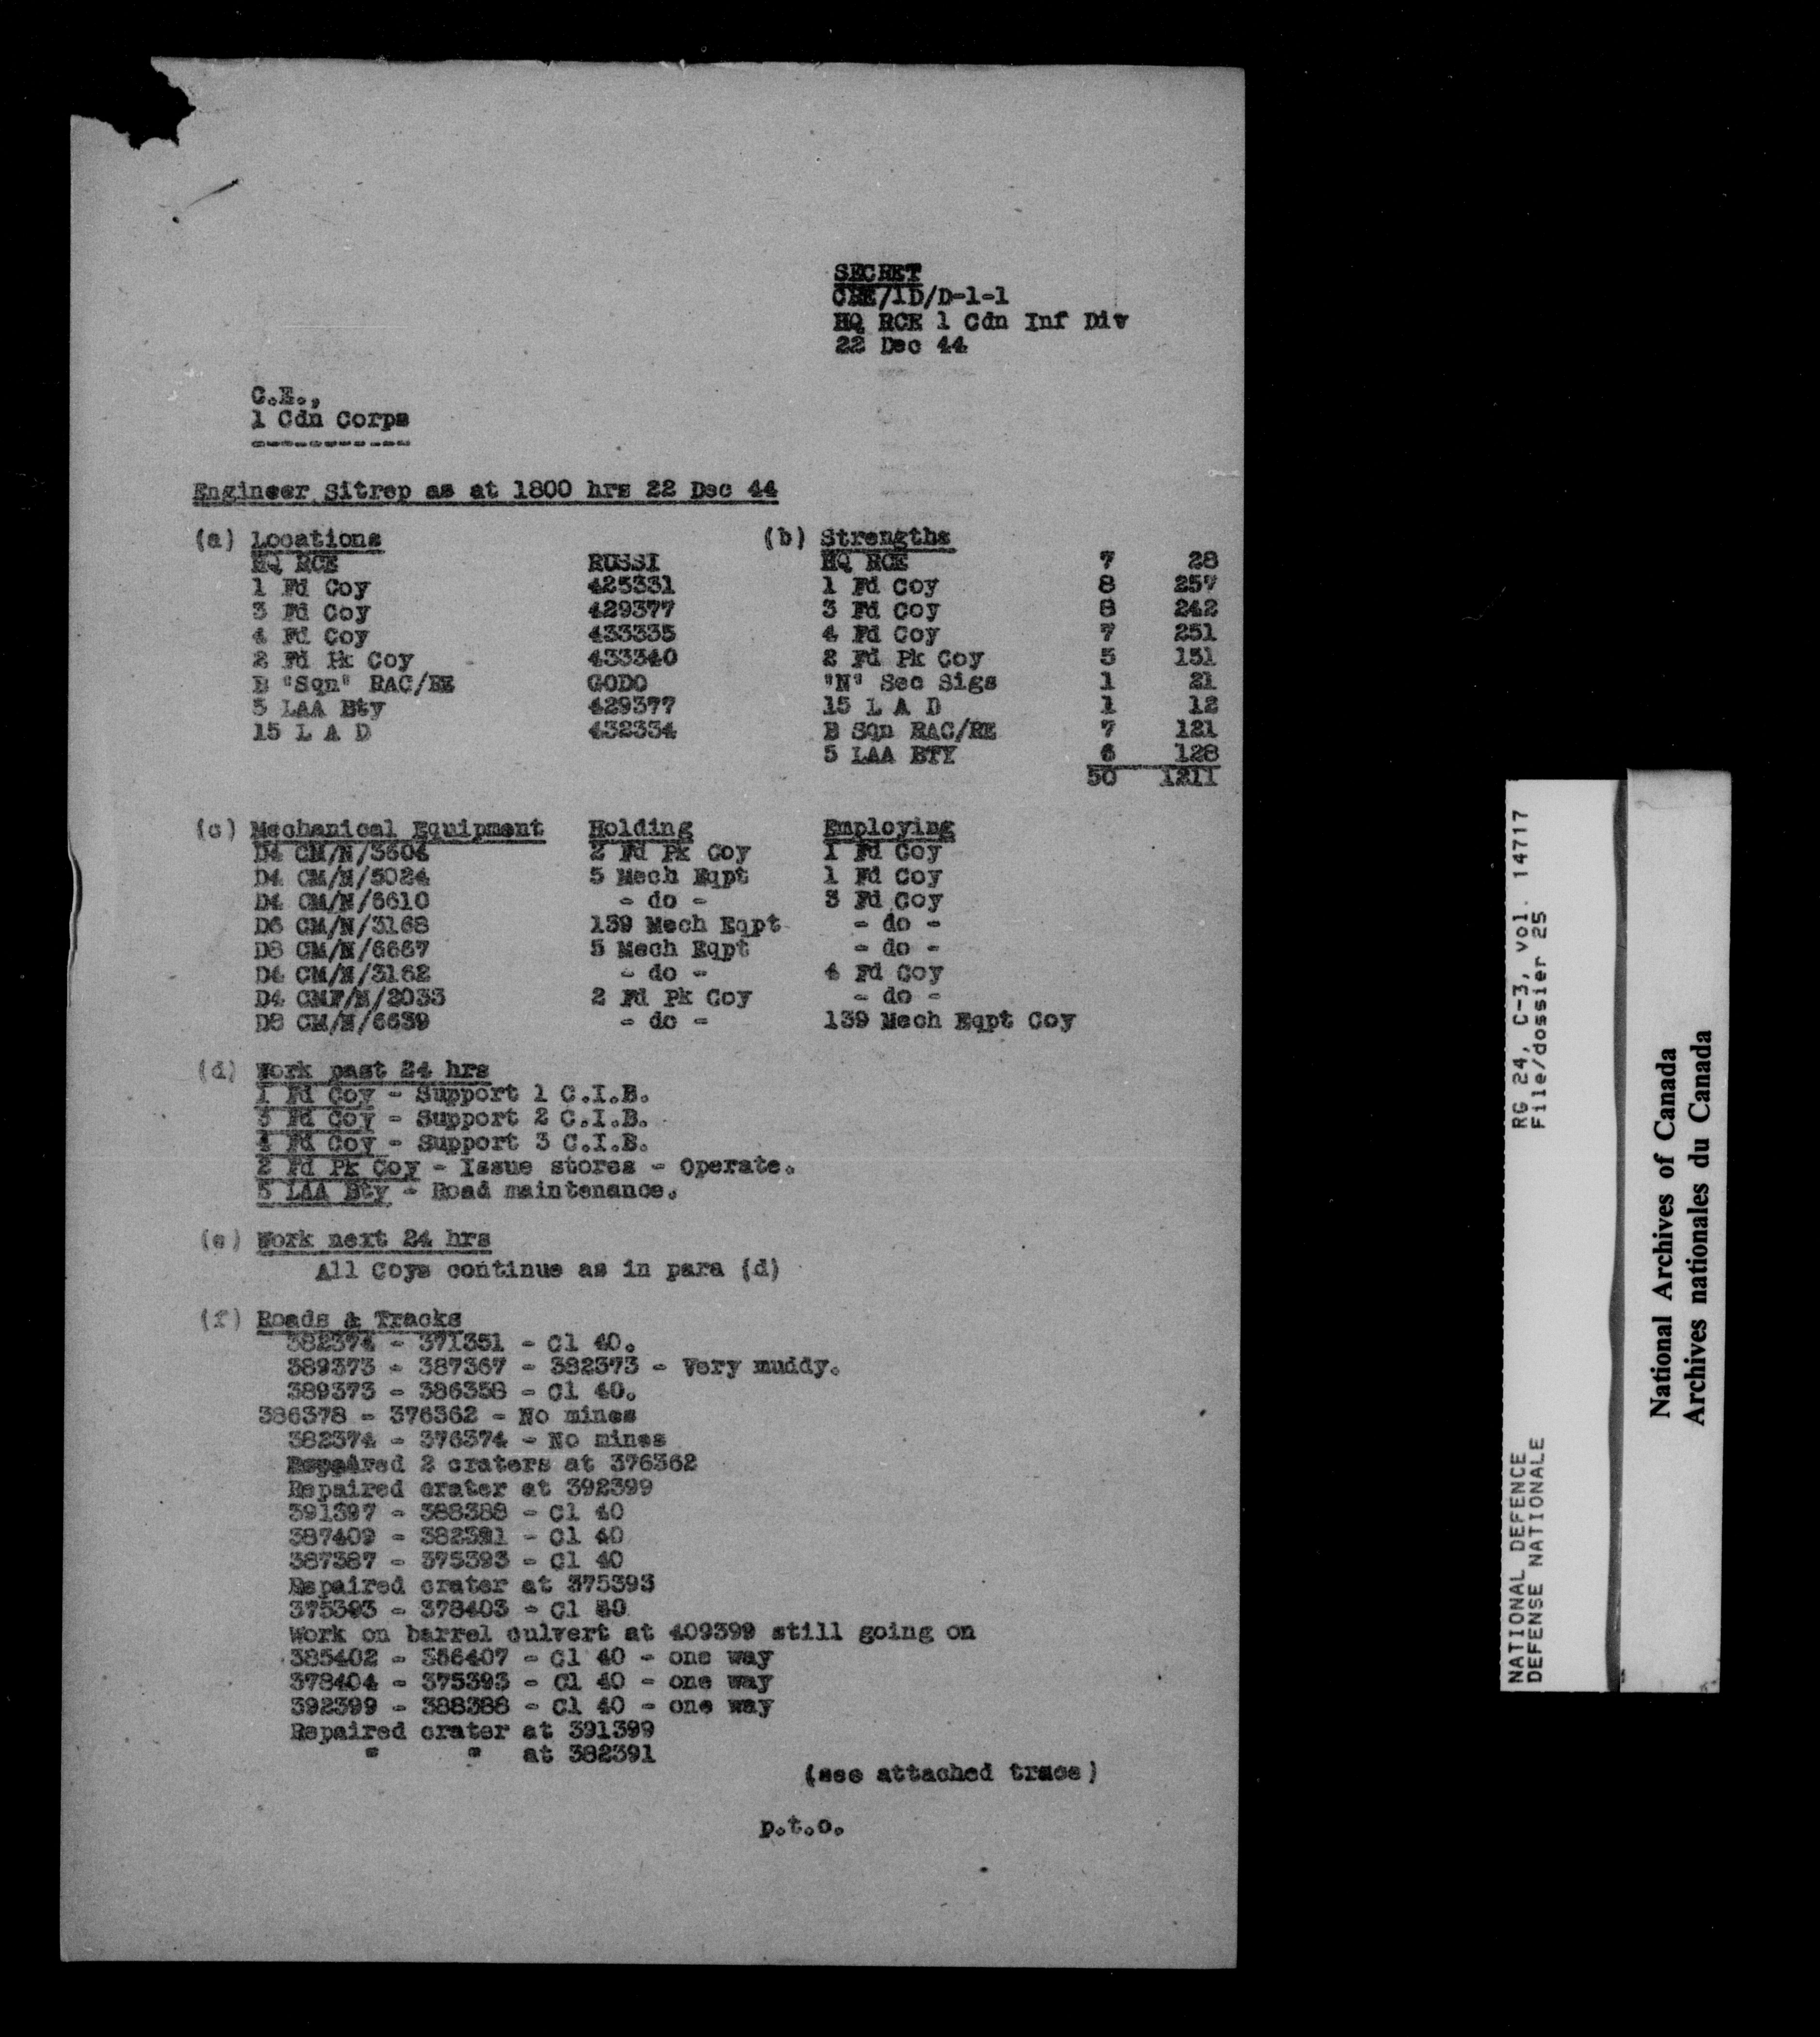 SECRET
CRE/1D/D-1-1
HQ RCE 1 Cdn Inf Div
22 Dec 44
C.E.,
1 Cdn Corps
------------
Engineer Sitrep as at 1800 hrs 22 Dec 44
(a) Locations (b) Strengths
HQ RCE RUSSI HQ RCE 7 28
1 Fd Coy 425331 1 Fd Coy 8 257
3 Fd Coy 429377 3 Fd Coy 8 242
4 Fd Coy 433335 4 Fd Coy 7 251
2 Fd Pk Coy 433340 2 Fd Pk Coy 5 151
B "Sqn" RAC/RE GODO "N" Sec Sigs 1 21
5 LAA Bty 429377 15 L A D 1 12
15 L A D 432334 B Sqn RAC/RE 7 121
5 LAA BTY 6 128
50 1211
(c) Mechanical Equipment Holding Employing
D4 CM/N/3604 2 Fd Pk Coy 1 Fd Coy
D4 CM/N/5024 5 Mech Eqpt 1 Fd Coy
D4 CM/N/6610 - do - 3 Fd Coy
D6 CM/N/3168 139 Mech Eqpt - do -
D8 CM/N/6667 5 Mech Eqpt - do -
D4 CM/N/3162 - do - 4 Fd Coy
D4 CMF/N/2033 2 Fd Pk Coy - do -
D8 CM/N/6639 - do - 139 Mech Eqpt Coy
(d) Work past 24 hrs
1 Fd Coy - Support 1 C.I.B.
3 Fd Coy - Support 2 C.I.B.
4 Fd Coy - Support 3 C.I.B.
2 Fd Pk Coy - Issue stores - Operate.
5 LAA Bty - Road maintenance.
(e) Work next 24 hrs
All Coys continue as in para (d)
(f) Roads & Tracks
382374 - 371351 - Cl 40.
389373 - 387367 - 382373 - Very muddy.
389373 - 386358 - Cl 40.
386378 - 376362 - No mines
382374 - 376374 - No mines
Repaired 2 craters at 376362
Repaired crater at 392399
391397 - 388388 - Cl 40
387409 - 382391 - Cl 40
387387 - 375393 - Cl 40
Repaired crater at 375393
375393 - 378403 - Cl 40
Work on barrel culvert at 409399 still going on
385402 - 356407 - Cl 40 - one way
378404 - 375393 - Cl 40 - one way
392399 - 388388 - Cl 40 - one way
Repaired crater at 391399
" " at 382391
(see attached trace)
p.t.o.
NATIONAL DEFENCE RG 24, C-3, vol. 14717
DEFENSE NATIONALE File/dossier 25
National Archives of Canada
Archives nationales du Canada